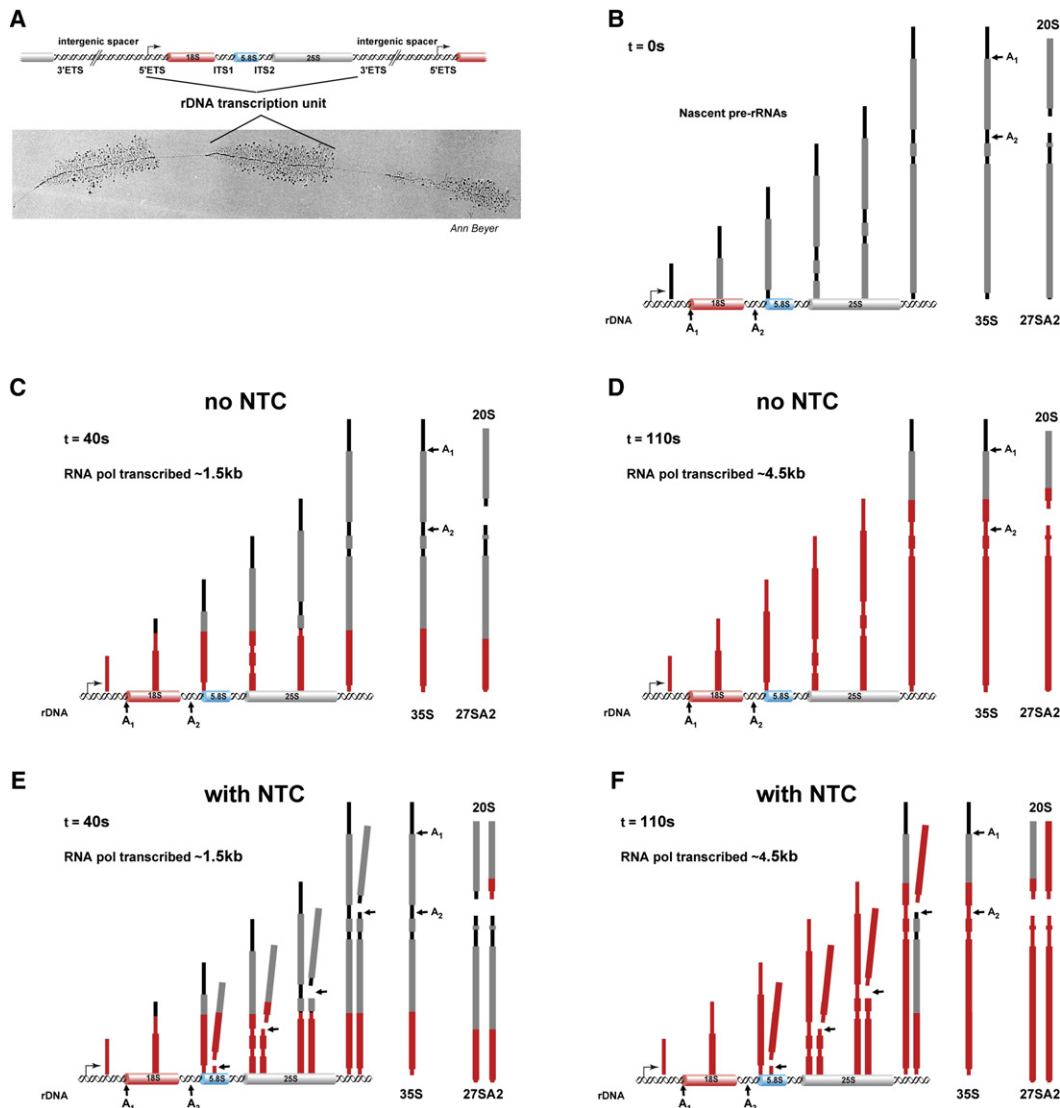 A
intergenic spacer
intergenic spacer
18S
5.8S
25S
3'ETS
5'ETS
ITS1
ITS2
3'ETS
5'ETS
rDNA transcription unit
Ann Beyer
B
t = 0s
20S
A1
Nascent pre-rRNAs
A2
18S
5.8S
25S
rDNA
A1
A2
35S
27SA2
C
no NTC
t = 40s
20S
RNA pol transcribed ~1.5kb
A1
A2
18S
5.8S
25S
rDNA
A1
A2
35S
27SA2
D
no NTC
t = 110s
20S
RNA pol transcribed ~4.5kb
A1
A2
18S
5.8S
25S
rDNA
A1
A2
35S
27SA2
E
with NTC
t = 40s
20S
RNA pol transcribed ~1.5kb
A1
A2
18S
5.8S
25S
rDNA
A1
A2
35S
27SA2
F
with NTC
t = 110s
20S
RNA pol transcribed ~4.5kb
A1
A2
18S
5.8S
25S
rDNA
A1
A2
35S
27SA2